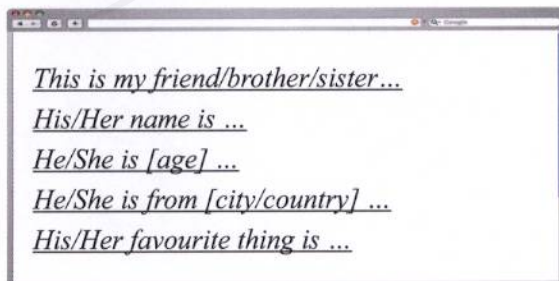 Google
This is my friend/brother/sister…
His/Her name is …
He/She is [age] …
He/She is from [city/country] …
His/Her favourite thing is …